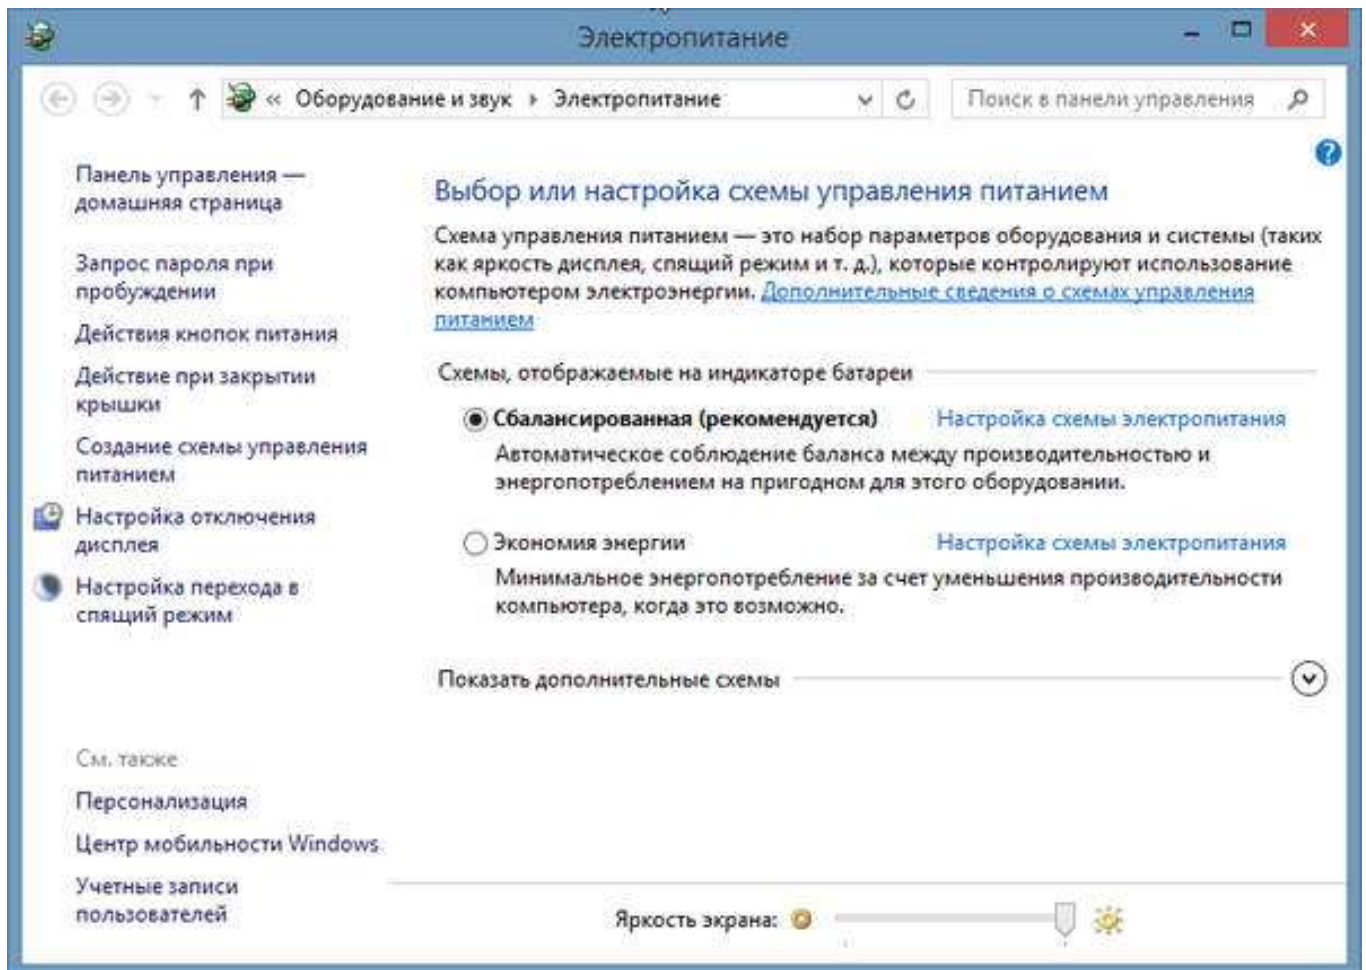 Электропитание
« Оборудование и звук
Электропитание
Поиск в панели управления
Панель управления —
домашняя страница
Запрос пароля при
пробуждении
Действия кнопок питания
Действие при закрытии
крышки
Создание схемы управления
питанием
Настройка отключения
дисплея
Настройка перехода в
спящий режим
См. также
Персонализация
Центр мобильности Windows
Учетные записи
пользователей
?
Выбор или настройка схемы управления питанием
Схема управления питанием — это набор параметров оборудования и системы (таких
как яркость дисплея, спящий режим и т. д.), которые контролируют использование
компьютером электроэнергии. Дополнительные сведения о схемах управления
питанием
Схемы, отображаемые на индикаторе батареи
Сбалансированная (рекомендуется) Настройка схемы электропитания
Автоматическое соблюдение баланса между производительностью и
энергопотреблением на пригодном для этого оборудовании.
Экономия энергии Настройка схемы электропитания
Минимальное энергопотребление за счет уменьшения производительности
компьютера, когда это возможно.
Показать дополнительные схемы
Яркость экрана: